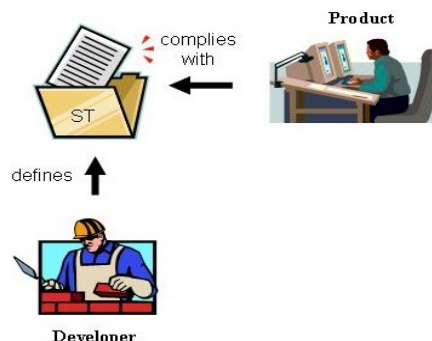 Product
complies
with
ST
defines
Developer